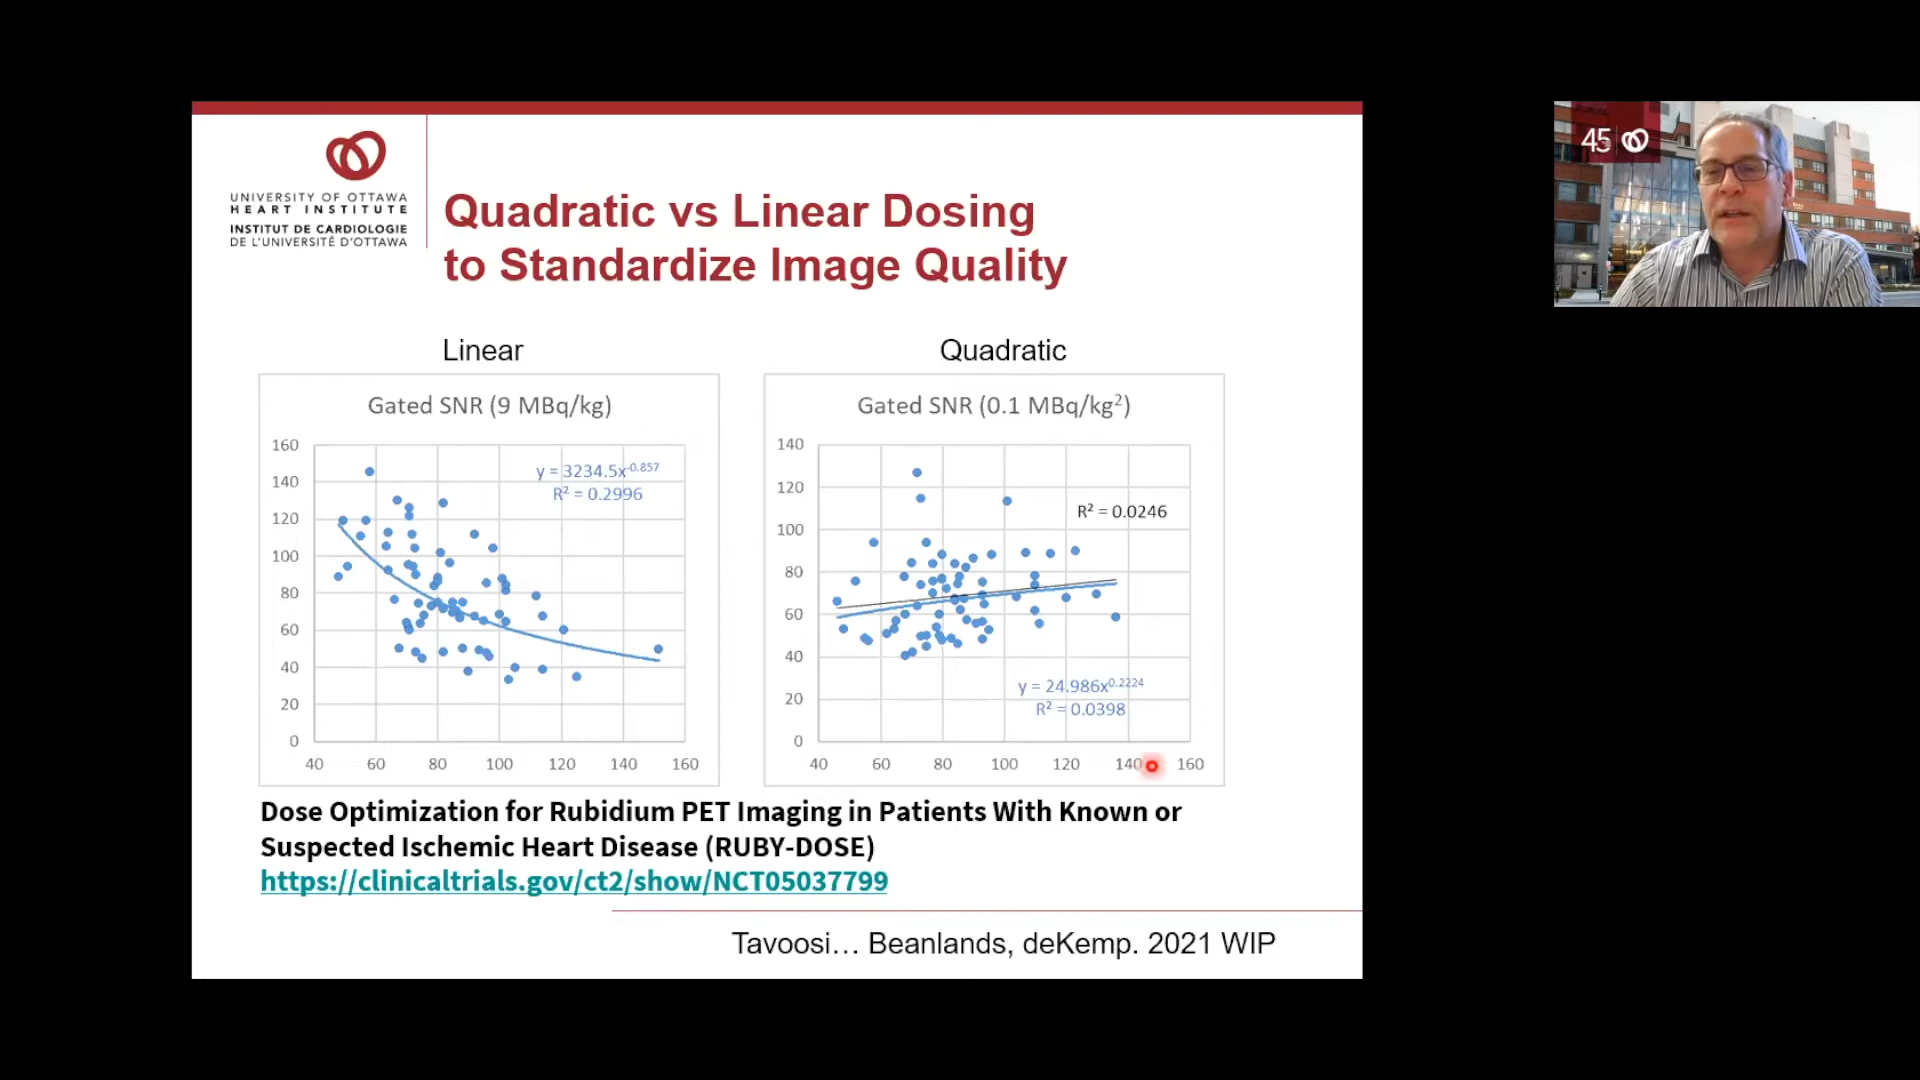 UNIVERSITY OF OTTAWA
HEART INSTITUTE
INSTITUT DE CARDIOLOGIE
DE L'UNIVERSITÉ D'OTTAWA
Quadratic vs Linear Dosing
to Standardize Image Quality
45
Linear
Gated SNR (9 MBq/kg)
160
140
120
100
80
60
40
20
0
40 60 80 100 120 140 160
y = 3234.5x^-0.857
R² = 0.2996
Quadratic
Gated SNR (0.1 MBq/kg²)
140
120
100
80
60
40
20
0
40 60 80 100 120 140 160
R² = 0.0246
y = 24.986x^0.2224
R² = 0.0398
Dose Optimization for Rubidium PET Imaging in Patients With Known or
Suspected Ischemic Heart Disease (RUBY-DOSE)
https://clinicaltrials.gov/ct2/show/NCT05037799
Tavoosi... Beanlands, deKemp. 2021 WIP